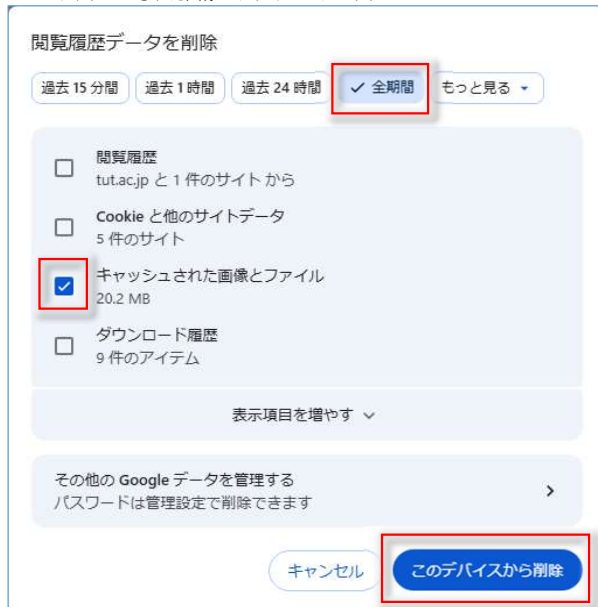 閲覧履歴データを削除
過去 15 分間 過去 1 時間 過去 24 時間 全期間 もっと見る
閲覧履歴
tut.ac.jp と 1 件のサイト から
Cookie と他のサイトデータ
5 件のサイト
キャッシュされた画像とファイル
20.2 MB
ダウンロード履歴
9 件のアイテム
表示項目を増やす
その他の Google データを管理する
パスワードは管理設定で削除できます
キャンセル このデバイスから削除